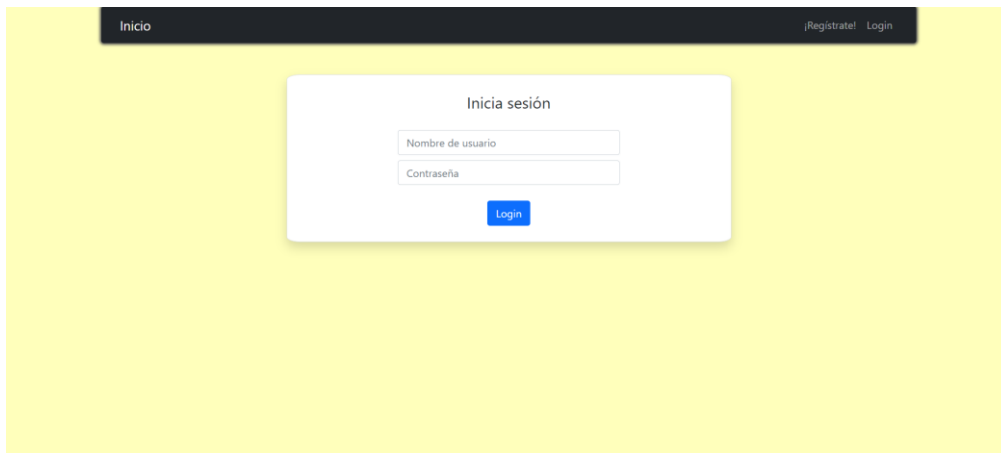 Inicio ¡Regístrate! Login
Inicia sesión
Nombre de usuario
Contraseña
Login